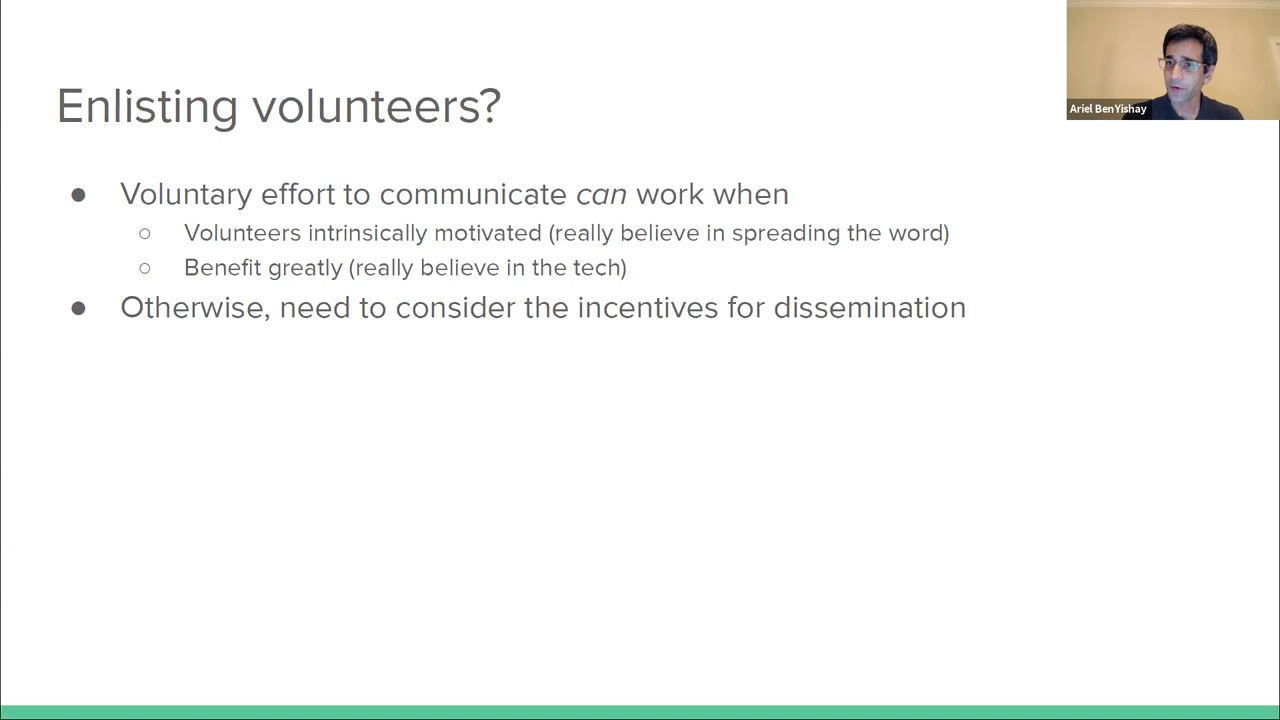 Ariel BenYishay
Enlisting volunteers?
● Voluntary effort to communicate can work when
○ Volunteers intrinsically motivated (really believe in spreading the word)
○ Benefit greatly (really believe in the tech)
● Otherwise, need to consider the incentives for dissemination